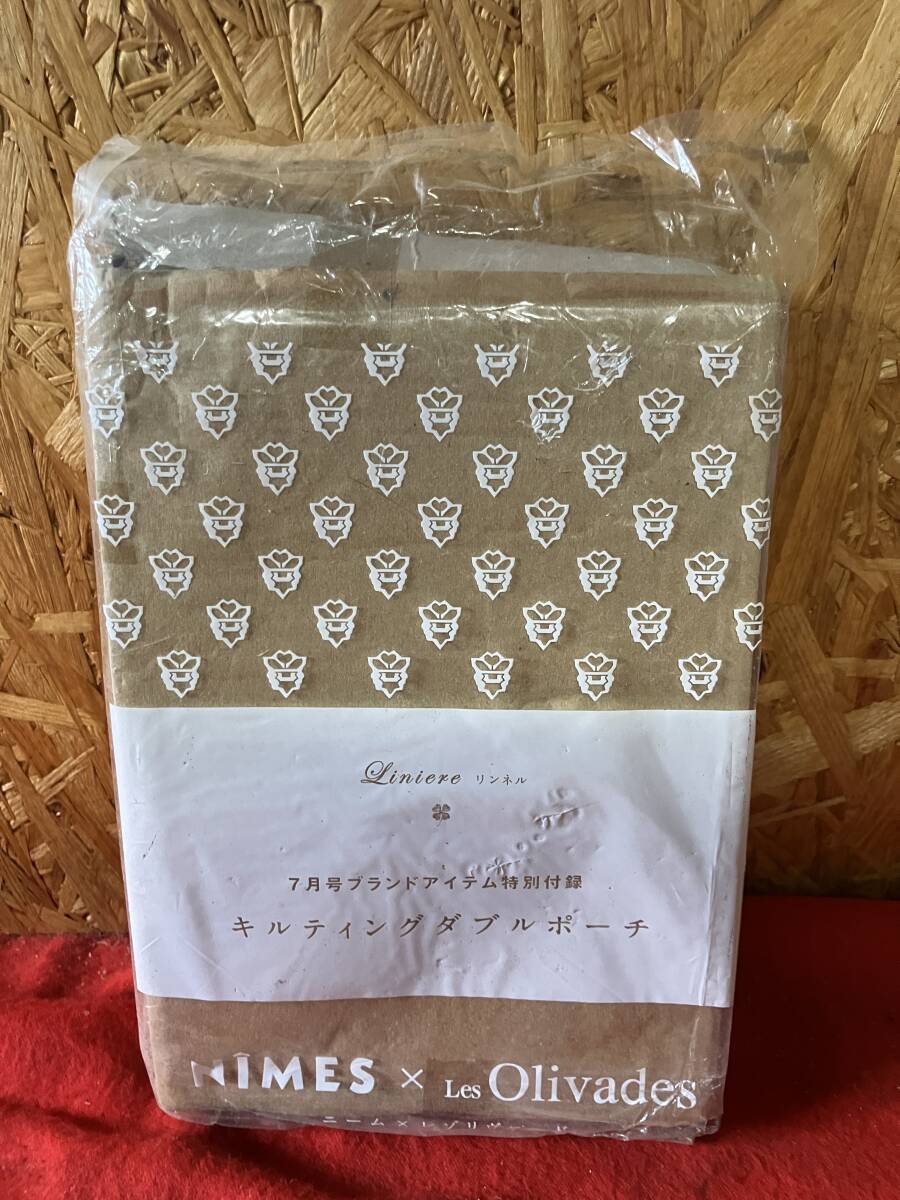 Liniere リンネル
7月号ブランドアイテム特別付録
キルティングダブルポーチ
NÎMES × Les Olivades